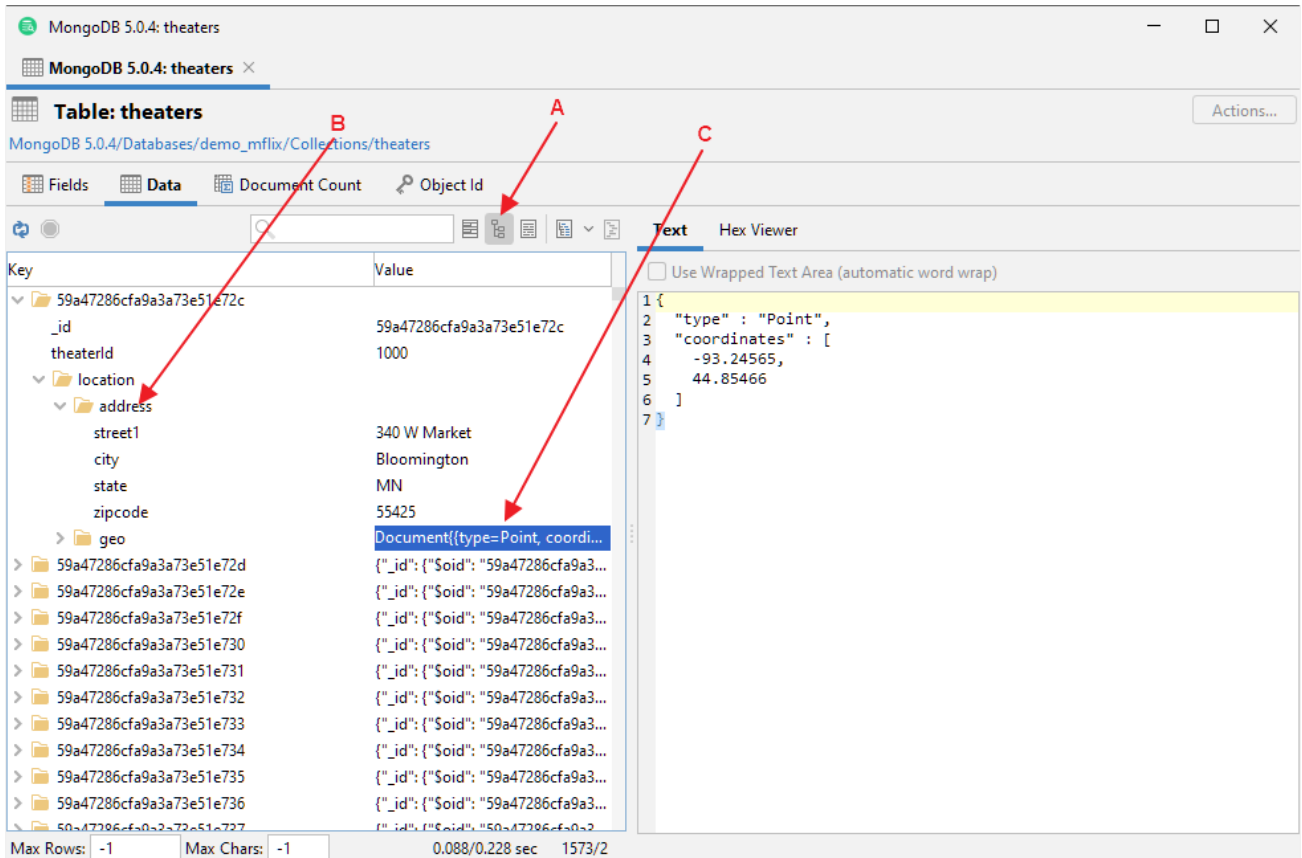 MongoDB 5.0.4: theaters
MongoDB 5.0.4: theaters
Table: theaters
A
B
C
Actions...
MongoDB 5.0.4/Databases/demo_mflix/Collections/theaters
Fields Data Document Count Object Id
Text Hex Viewer
Key Value
Use Wrapped Text Area (automatic word wrap)
59a47286cfa9a3a73e51e72c
_id 59a47286cfa9a3a73e51e72c
theaterId 1000
location
address
street1 340 W Market
city Bloomington
state MN
zipcode 55425
geo Document{{type=Point, coordi...
59a47286cfa9a3a73e51e72d {"_id": {"$oid": "59a47286cfa9a3...
59a47286cfa9a3a73e51e72e {"_id": {"$oid": "59a47286cfa9a3...
59a47286cfa9a3a73e51e72f {"_id": {"$oid": "59a47286cfa9a3...
59a47286cfa9a3a73e51e730 {"_id": {"$oid": "59a47286cfa9a3...
59a47286cfa9a3a73e51e731 {"_id": {"$oid": "59a47286cfa9a3...
59a47286cfa9a3a73e51e732 {"_id": {"$oid": "59a47286cfa9a3...
59a47286cfa9a3a73e51e733 {"_id": {"$oid": "59a47286cfa9a3...
59a47286cfa9a3a73e51e734 {"_id": {"$oid": "59a47286cfa9a3...
59a47286cfa9a3a73e51e735 {"_id": {"$oid": "59a47286cfa9a3...
59a47286cfa9a3a73e51e736 {"_id": {"$oid": "59a47286cfa9a3...
59a47286cfa9a3a73e51e737 {"_id": {"$oid": "59a47286cfa9a3...
1 {
2 "type" : "Point",
3 "coordinates" : [
4 -93.24565,
5 44.85466
6 ]
7 }
Max Rows: -1 Max Chars: -1 0.088/0.228 sec 1573/2